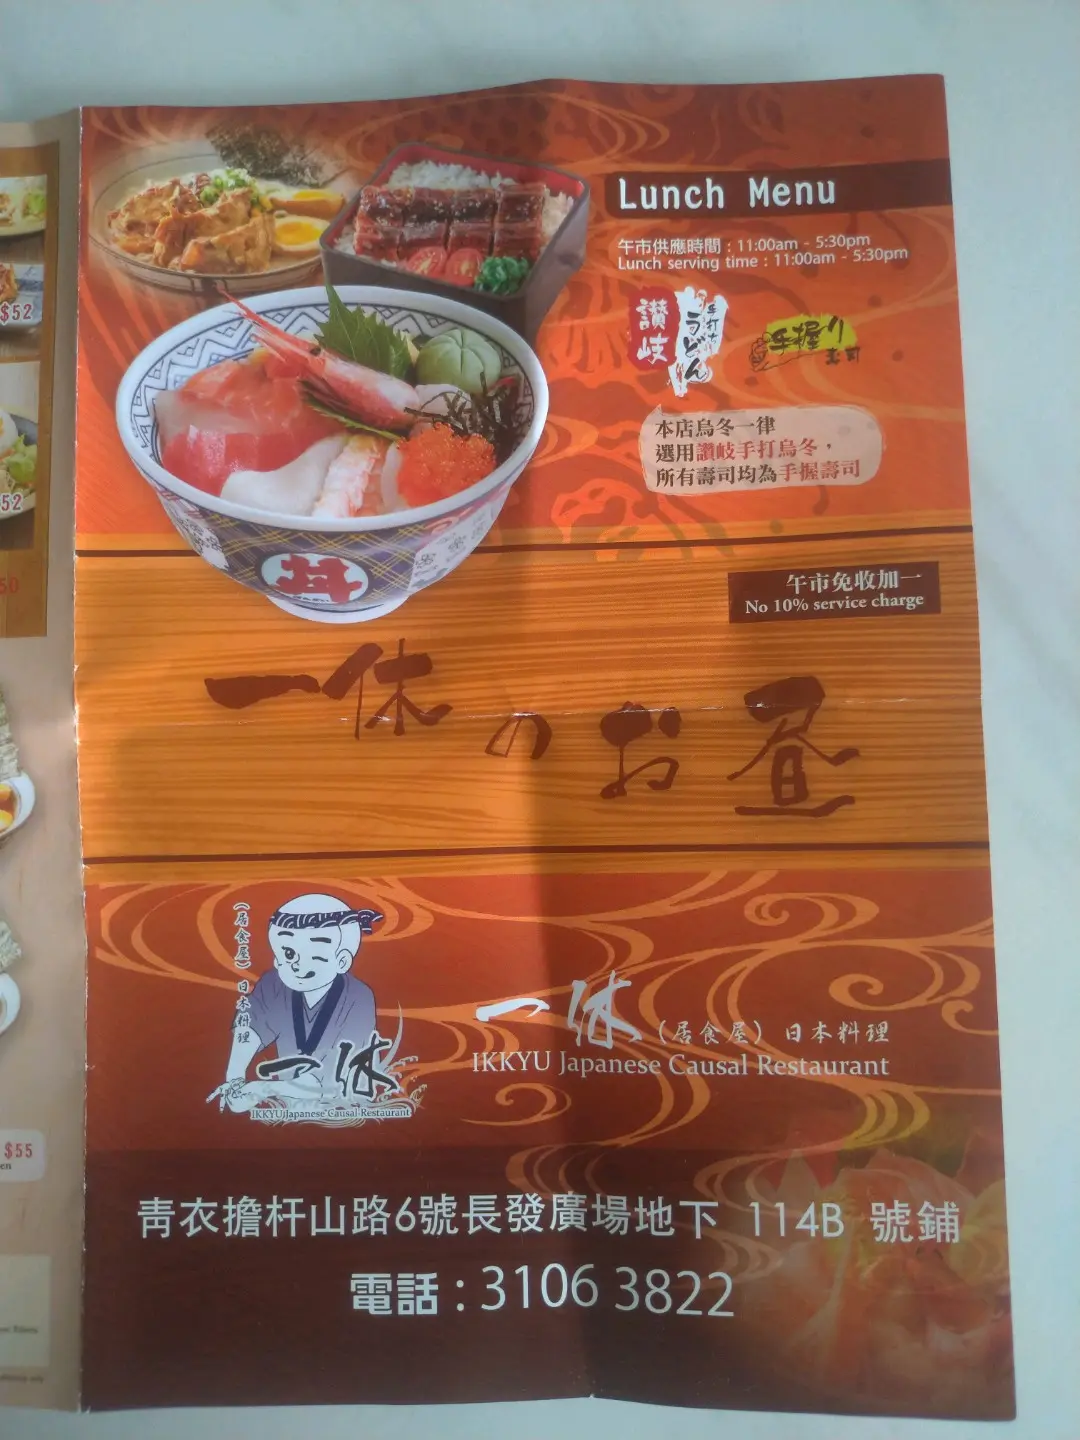 Lunch Menu
午市供應時間 : 11:00am - 5:30pm
Lunch serving time : 11:00am - 5:30pm
讃岐
手打ち
うどん
手握り
寿司
本店烏冬一律
選用讚岐手打烏冬，
所有壽司均為手握壽司
午市免收加一
No 10% service charge
一休のお昼
(居食屋) 日本料理
一休
IKKYU Japanese Causal Restaurant
一休 (居食屋) 日本料理
IKKYU Japanese Causal Restaurant
青衣擔杆山路6號長發廣場地下 114B 號鋪
電話 : 3106 3822
$52
52
50
$55
en